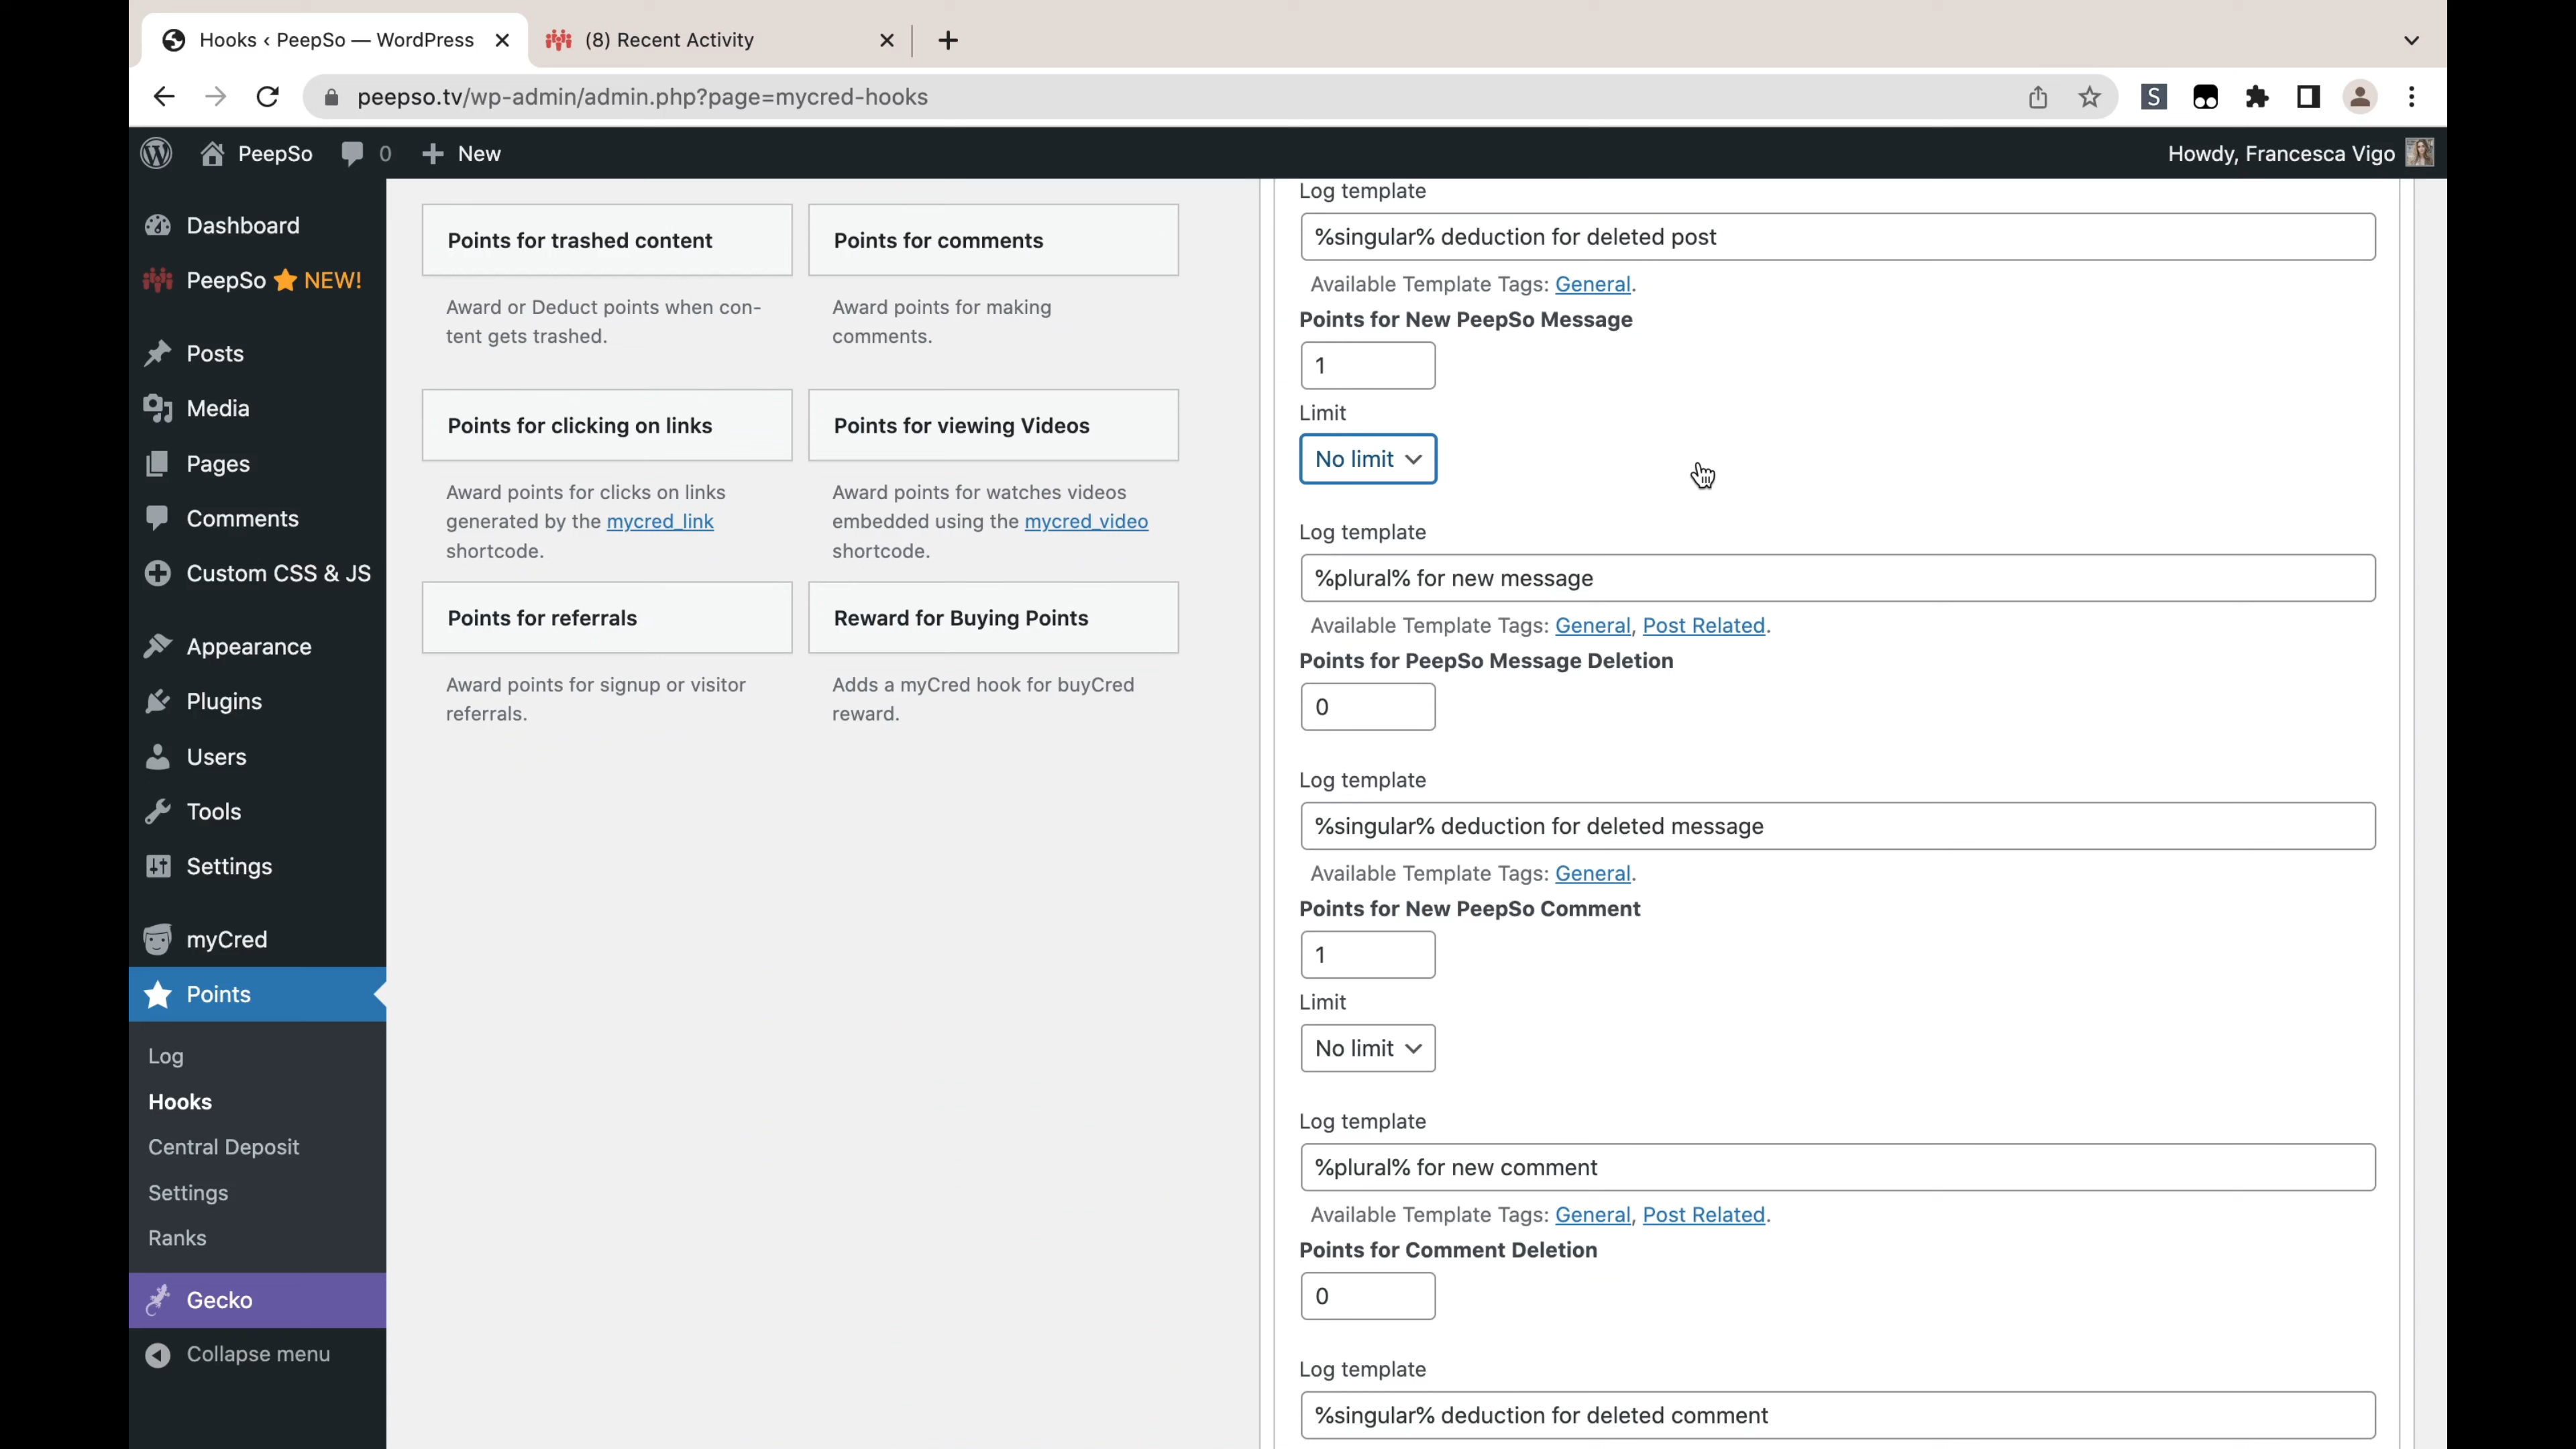 Hooks ‹ PeepSo — WordPress
(8) Recent Activity
peepso.tv/wp-admin/admin.php?page=mycred-hooks
S
PeepSo
0
New
Howdy, Francesca Vigo
Dashboard
PeepSo ⭐ NEW!
Posts
Media
Pages
Comments
Custom CSS & JS
Appearance
Plugins
Users
Tools
Settings
myCred
Points
Log
Hooks
Central Deposit
Settings
Ranks
Gecko
Collapse menu
Points for trashed content
Award or Deduct points when con-
tent gets trashed.
Points for comments
Award points for making
comments.
Points for clicking on links
Award points for clicks on links
generated by the mycred_link
shortcode.
Points for viewing Videos
Award points for watches videos
embedded using the mycred_video
shortcode.
Points for referrals
Award points for signup or visitor
referrals.
Reward for Buying Points
Adds a myCred hook for buyCred
reward.
Log template
%singular% deduction for deleted post
Available Template Tags: General.
Points for New PeepSo Message
1
Limit
No limit
Log template
%plural% for new message
Available Template Tags: General, Post Related.
Points for PeepSo Message Deletion
0
Log template
%singular% deduction for deleted message
Available Template Tags: General.
Points for New PeepSo Comment
1
Limit
No limit
Log template
%plural% for new comment
Available Template Tags: General, Post Related.
Points for Comment Deletion
0
Log template
%singular% deduction for deleted comment